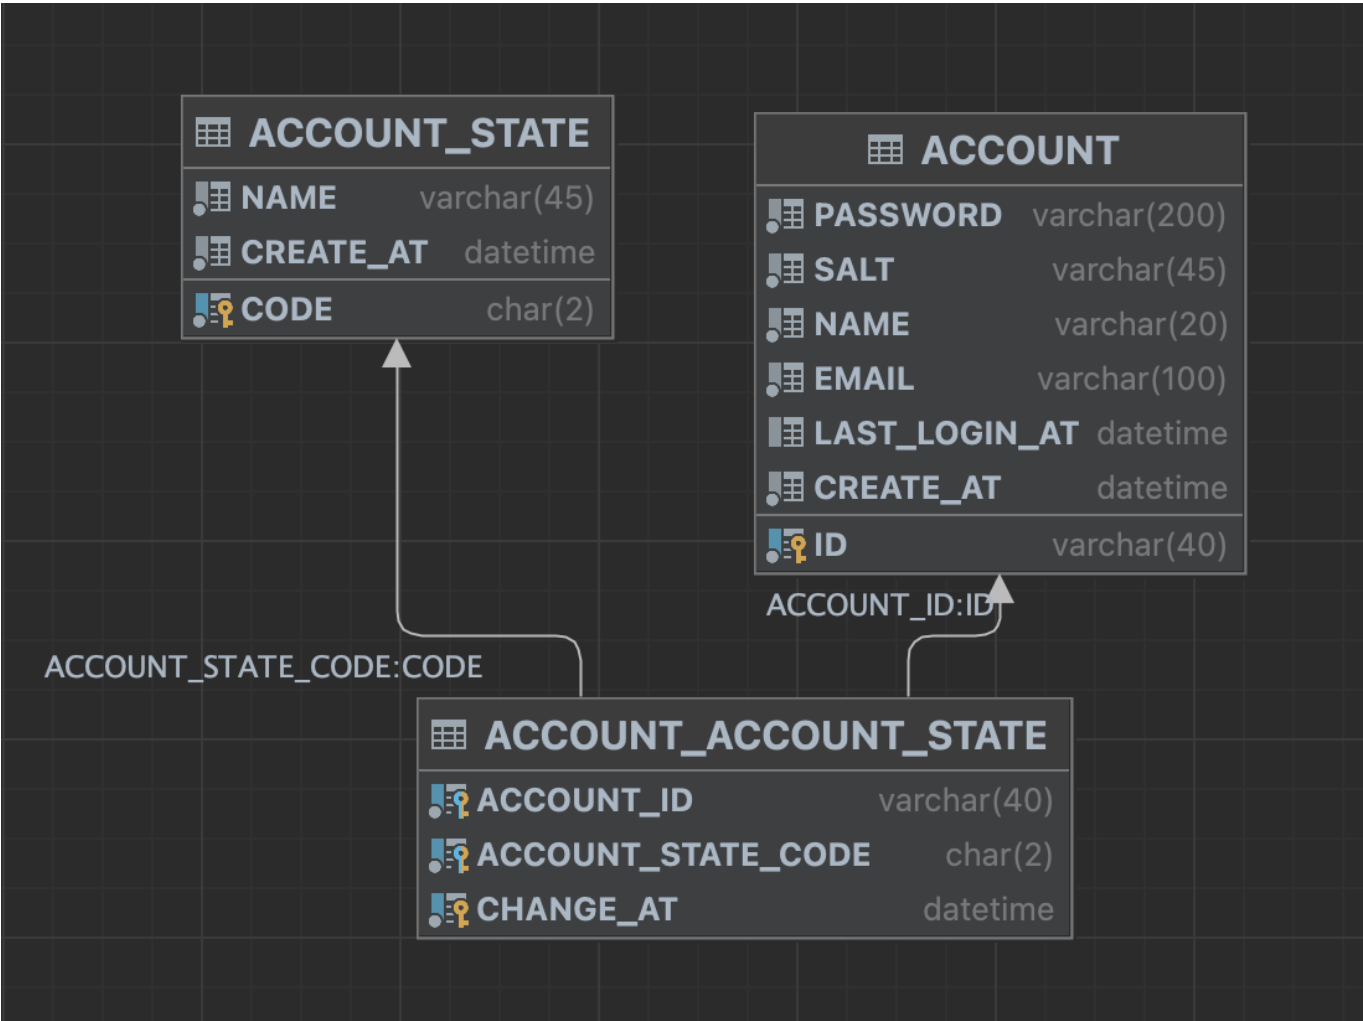 ACCOUNT_STATE
NAME varchar(45)
CREATE_AT datetime
CODE char(2)
ACCOUNT
PASSWORD varchar(200)
SALT varchar(45)
NAME varchar(20)
EMAIL varchar(100)
LAST_LOGIN_AT datetime
CREATE_AT datetime
ID varchar(40)
ACCOUNT_ID:ID
ACCOUNT_STATE_CODE:CODE
ACCOUNT_ACCOUNT_STATE
ACCOUNT_ID varchar(40)
ACCOUNT_STATE_CODE char(2)
CHANGE_AT datetime